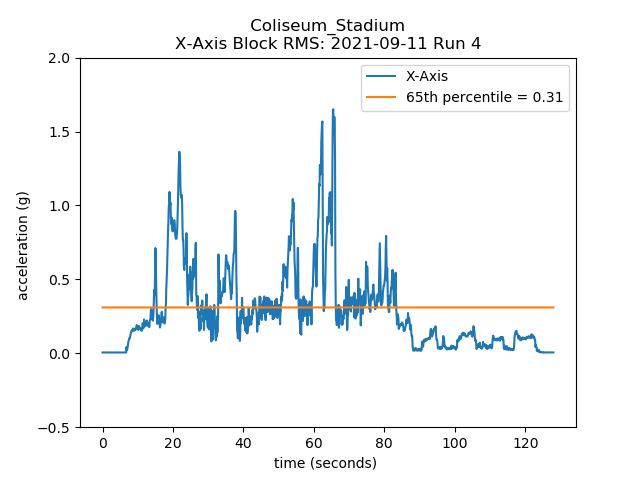 Coliseum_Stadium
X-Axis Block RMS: 2021-09-11 Run 4
X-Axis
65th percentile = 0.31
2.0
1.5
1.0
0.5
0.0
−0.5
acceleration (g)
0 20 40 60 80 100 120
time (seconds)